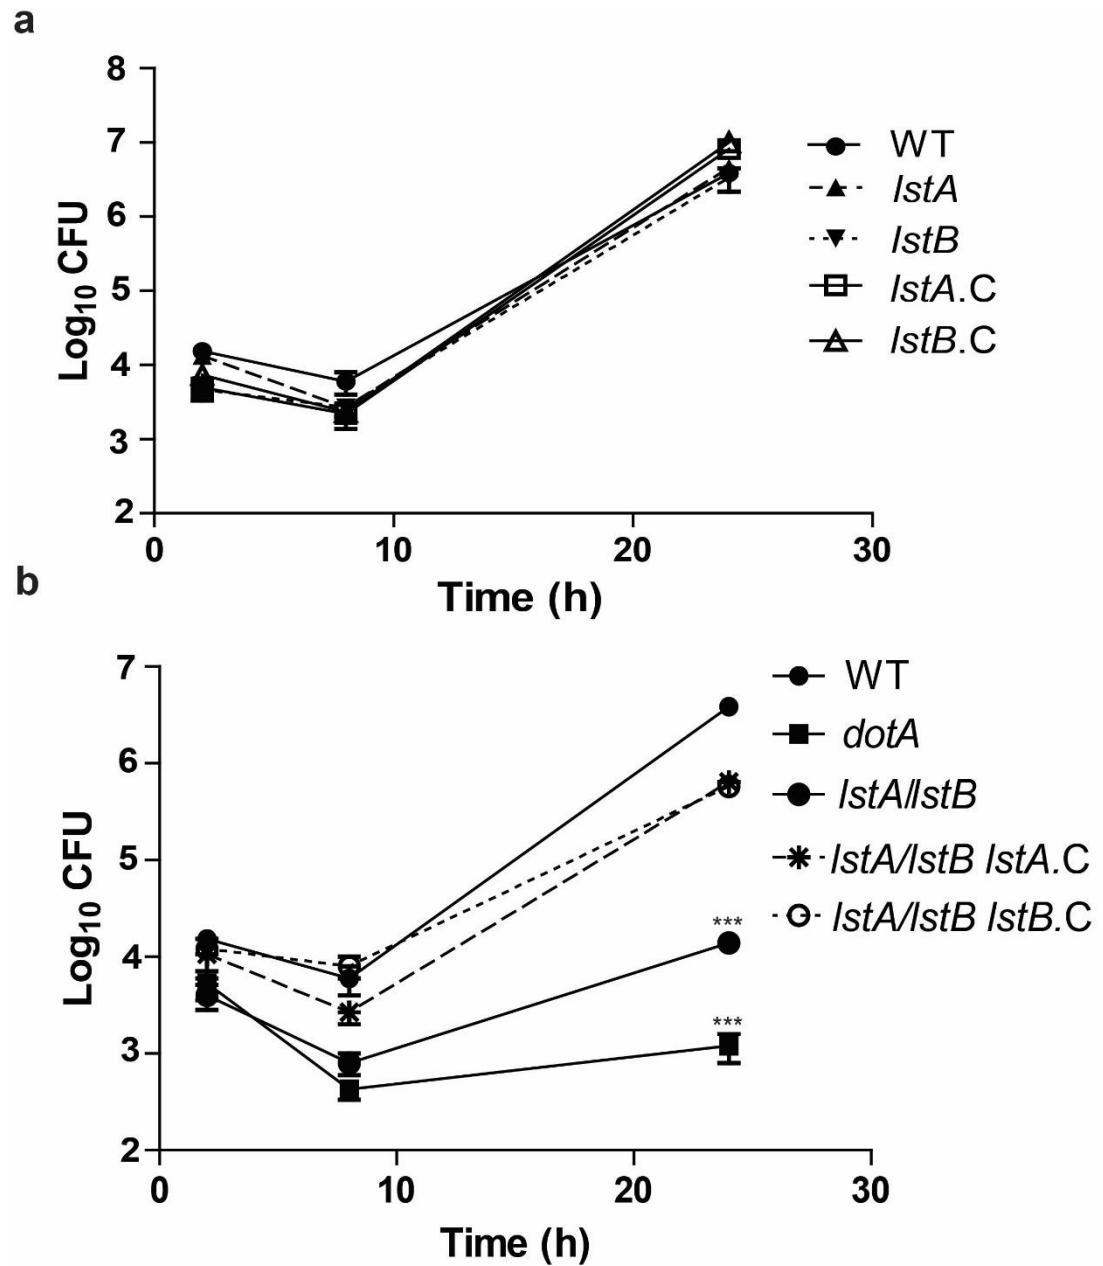 a
8
7
6
5
4
3
2
Log10 CFU
0 10 20 30
Time (h)
WT
lstA
lstB
lstA.C
lstB.C
b
7
6
5
4
3
2
Log10 CFU
***
***
0 10 20 30
Time (h)
WT
dotA
lstA/lstB
lstA/lstB lstA.C
lstA/lstB lstB.C